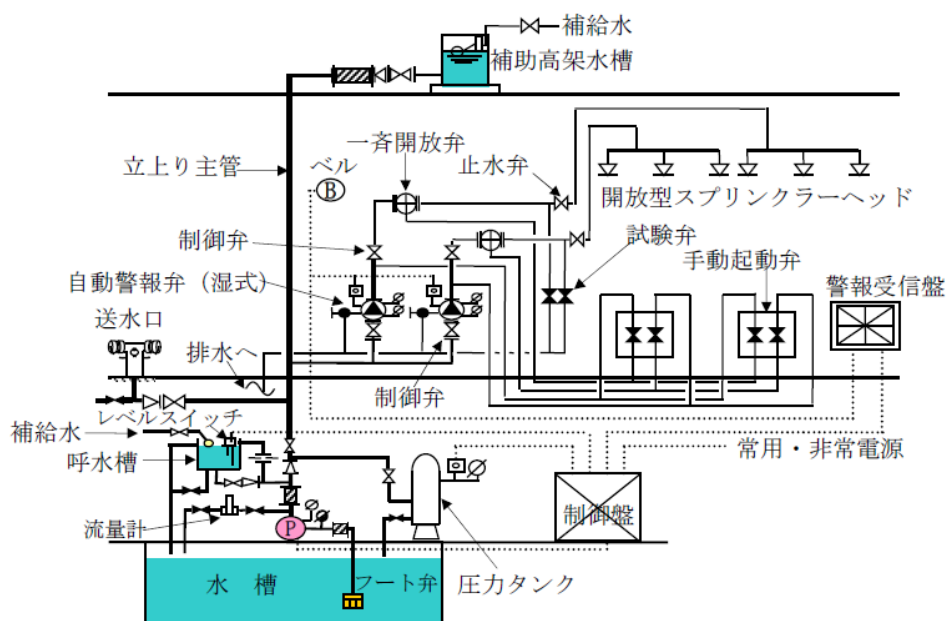 補給水
補助高架水槽
一斉開放弁
ベル
止水弁
立上り主管
B
開放型スプリンクラーヘッド
制御弁
試験弁
手動起動弁
自動警報弁（湿式）
警報受信盤
送水口
排水へ
制御弁
レベルスイッチ
補給水
呼水槽
常用・非常電源
制御盤
流量計
P
水 槽
フート弁
圧力タンク